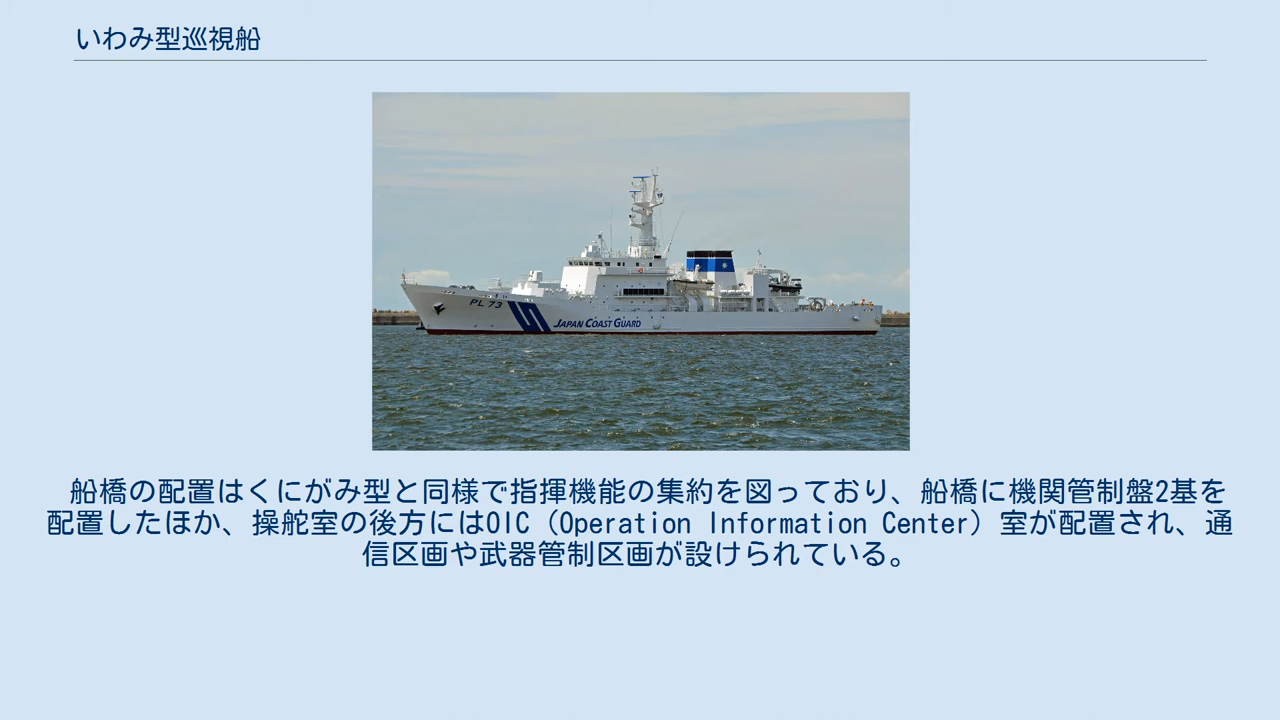 いわみ型巡視船
PL 73
JAPAN COAST GUARD
船橋の配置はくにがみ型と同様で指揮機能の集約を図っており、船橋に機関管制盤2基を
配置したほか、操舵室の後方にはOIC（Operation Information Center）室が配置され、通
信区画や武器管制区画が設けられている。